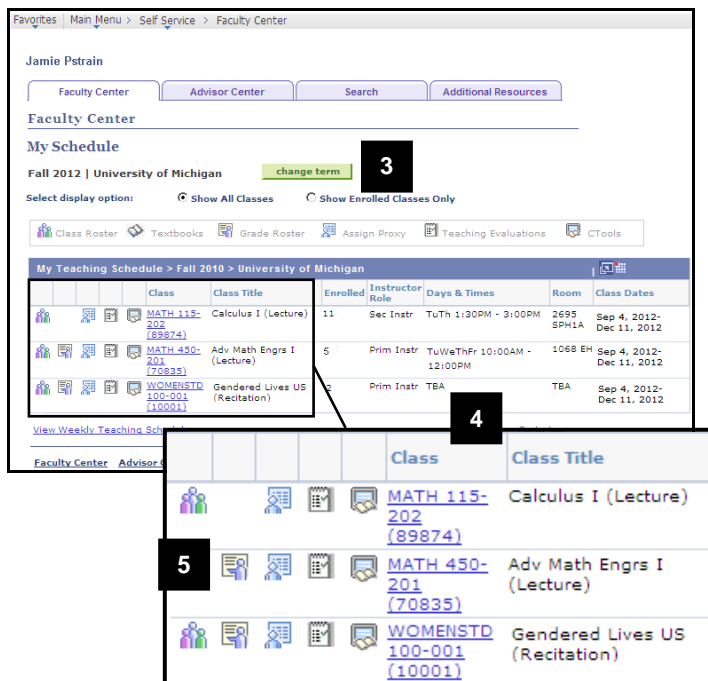 Favorites Main Menu > Self Service > Faculty Center
Jamie Pstrain
Faculty Center Advisor Center Search Additional Resources
Faculty Center
My Schedule
Fall 2012 | University of Michigan change term 3
Select display option: Show All Classes Show Enrolled Classes Only
Class Roster Textbooks Grade Roster Assign Proxy Teaching Evaluations CTools
My Teaching Schedule > Fall 2010 > University of Michigan
Class Class Title Enrolled Instructor Role Days & Times Room Class Dates
MATH 115-202 (89874) Calculus I (Lecture) 11 Sec Instr TuTh 1:30PM - 3:00PM 2695 SPH1A Sep 4, 2012- Dec 11, 2012
MATH 450-201 (70835) Adv Math Engrs I (Lecture) 5 Prim Instr TuWeThFr 10:00AM - 12:00PM 1068 EH Sep 4, 2012- Dec 11, 2012
WOMENSTD 100-001 (10001) Gendered Lives US (Recitation) Prim Instr TBA TBA Sep 4, 2012- Dec 11, 2012
View Weekly Teaching
Faculty Center Advisor
4
Class Class Title
MATH 115-
202
(89874)
Calculus I (Lecture)
5
MATH 450-
201
(70835)
Adv Math Engrs I
(Lecture)
WOMENSTD
100-001
(10001)
Gendered Lives US
(Recitation)